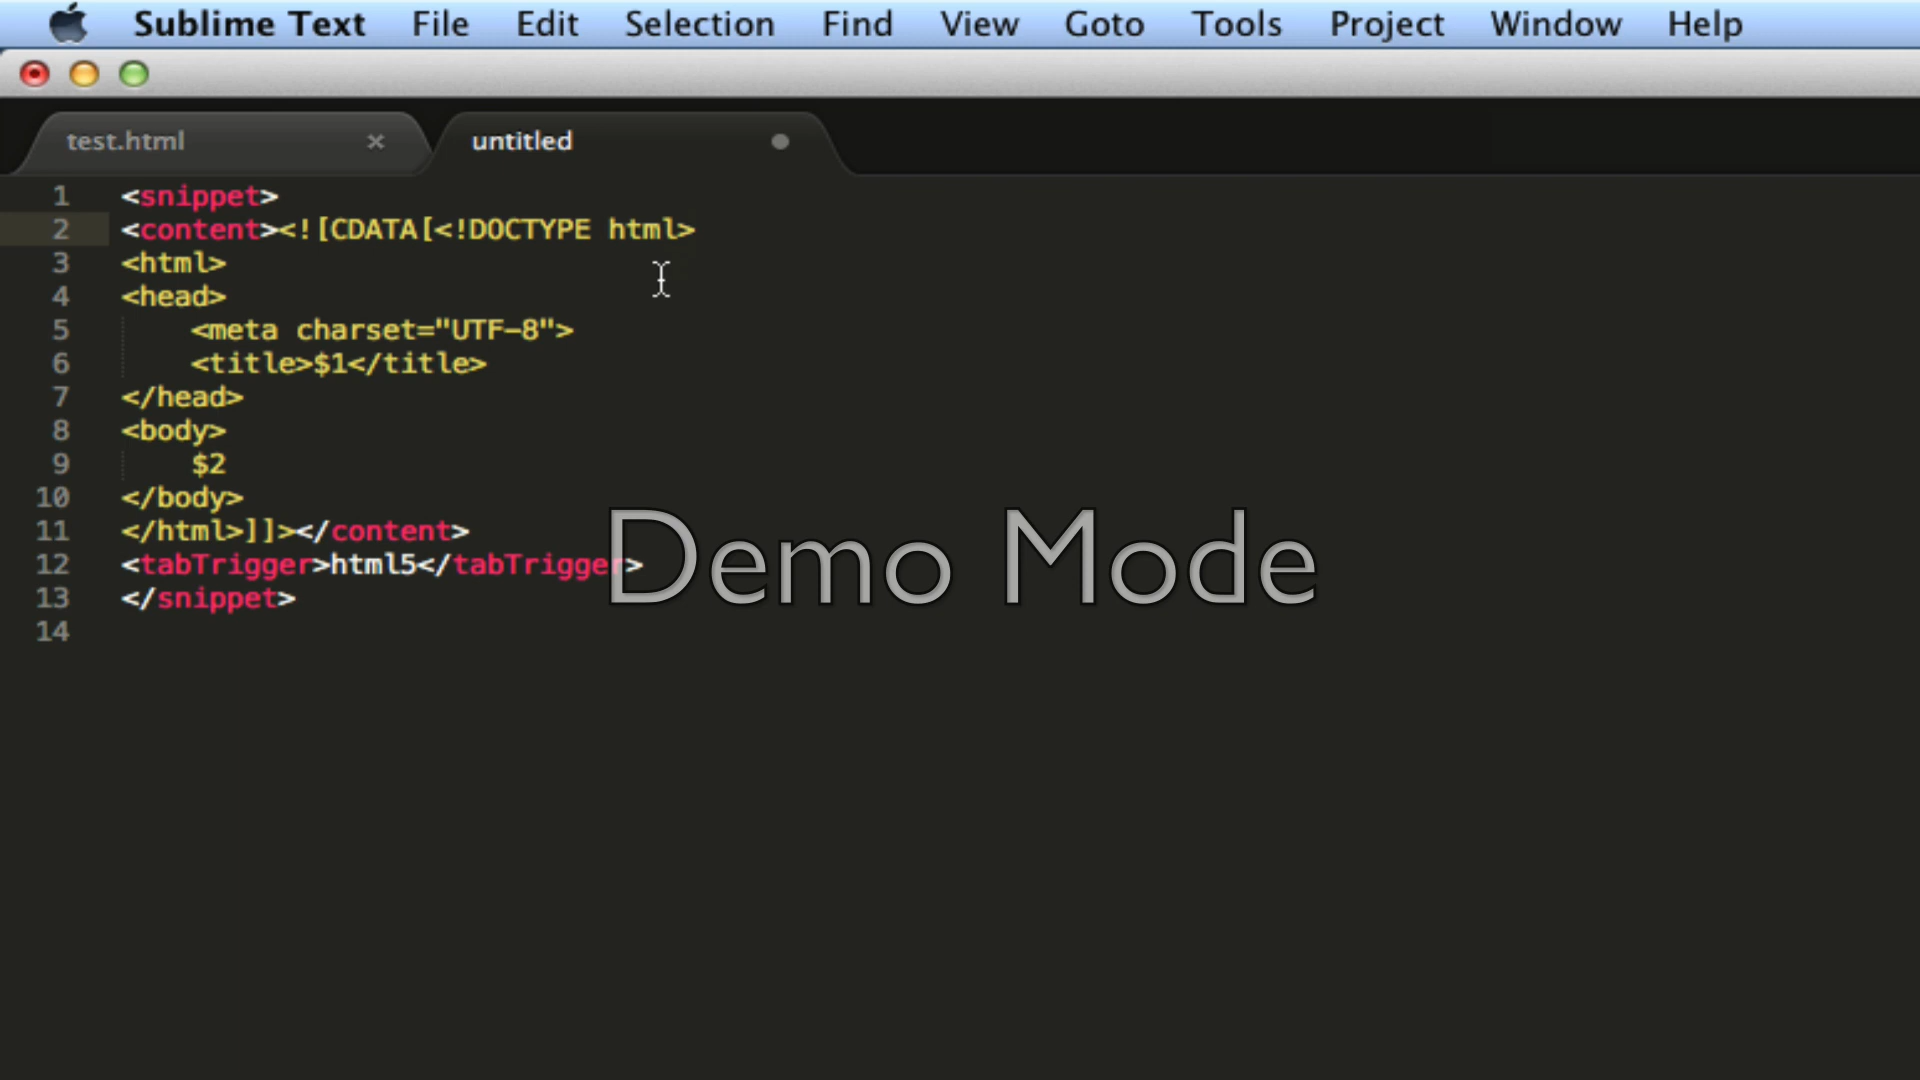 Sublime Text File Edit Selection Find View Goto Tools Project Window Help
test.html × untitled
1 <snippet>
2 <content><![CDATA[<!DOCTYPE html>
3 <html>
4 <head>
5     <meta charset="UTF-8">
6     <title>$1</title>
7 </head>
8 <body>
9     $2
10 </body>
11 </html>]]></content>
12 <tabTrigger>html5</tabTrigger>
13 </snippet>
14
Demo Mode